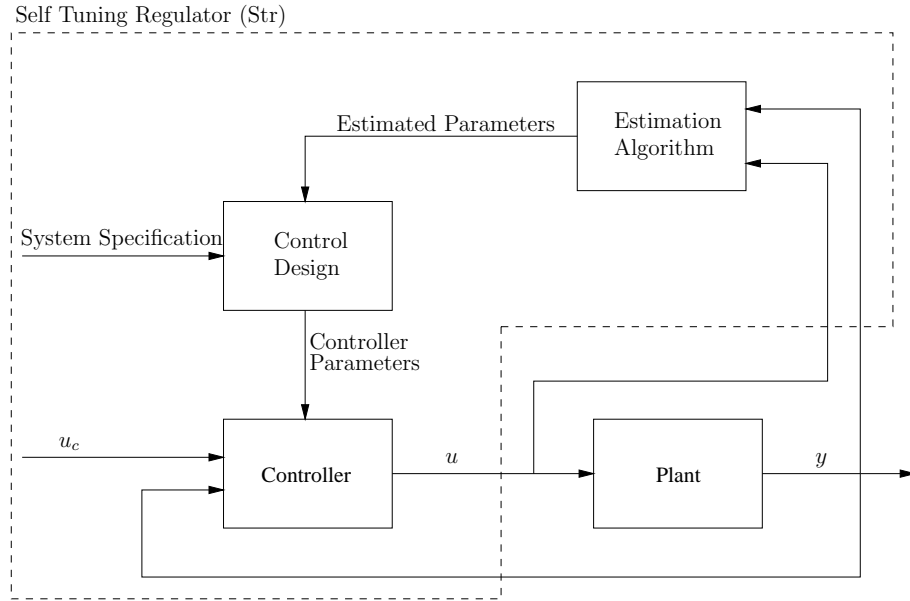 Self Tuning Regulator (Str)
Estimated Parameters
Estimation
Algorithm
System Specification
Control
Design
Controller
Parameters
u_c
Controller
u
Plant
y